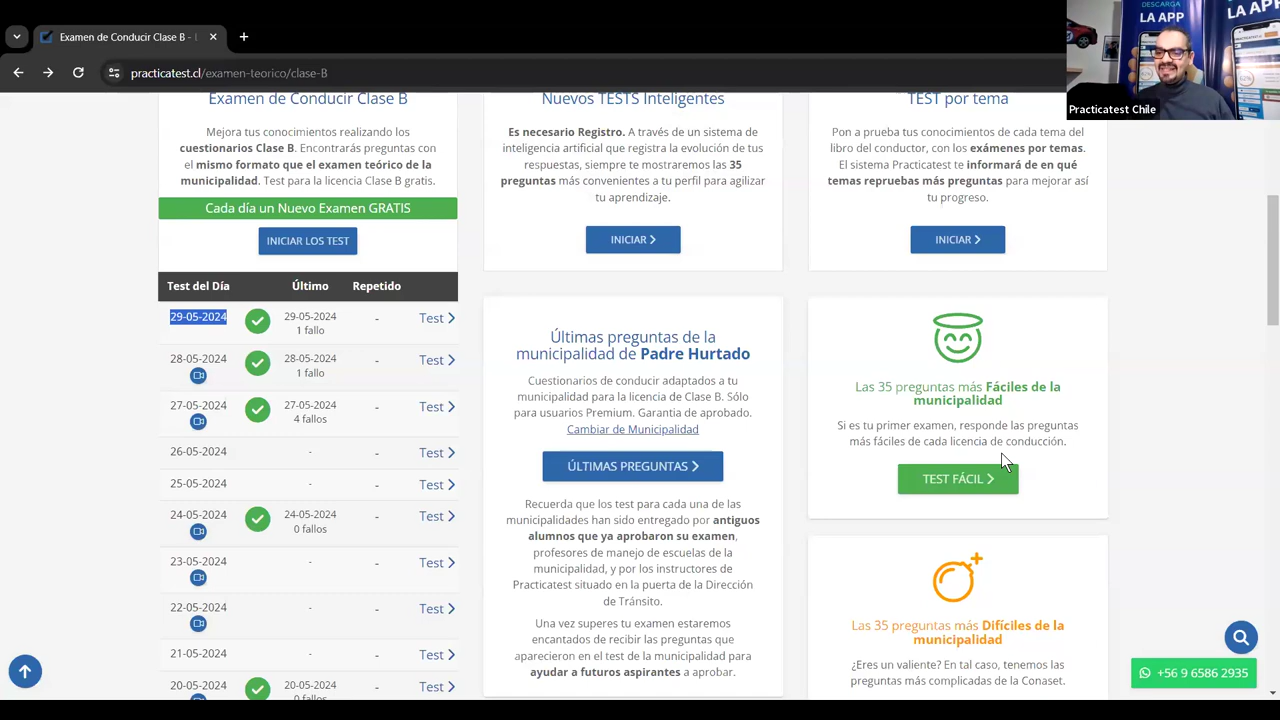 Examen de Conducir Clase B - 
practicatest.cl/examen-teorico/clase-B
DESCARGA
LA APP
LA APP
Practicatest Chile
Examen de Conducir Clase B
Mejora tus conocimientos realizando los
cuestionarios Clase B. Encontrarás preguntas con
el mismo formato que el examen teórico de la
municipalidad. Test para la licencia Clase B gratis.
Cada día un Nuevo Examen GRATIS
INICIAR LOS TEST
Test del Día Último Repetido
29-05-2024 29-05-2024 - Test
1 fallo
28-05-2024 28-05-2024 - Test
1 fallo
27-05-2024 27-05-2024 - Test
4 fallos
26-05-2024 - - Test
25-05-2024 - - Test
24-05-2024 24-05-2024 - Test
0 fallos
23-05-2024 - - Test
22-05-2024 - - Test
21-05-2024 - - Test
20-05-2024 20-05-2024 - Test
0 fallos
Nuevos TESTS Inteligentes
Es necesario Registro. A través de un sistema de
inteligencia artificial que registra la evolución de tus
respuestas, siempre te mostraremos las 35
preguntas más convenientes a tu perfil para agilizar
tu aprendizaje.
INICIAR
Últimas preguntas de la
municipalidad de Padre Hurtado
Cuestionarios de conducir adaptados a tu
municipalidad para la licencia de Clase B. Sólo
para usuarios Premium. Garantia de aprobado.
Cambiar de Municipalidad
ÚLTIMAS PREGUNTAS
Recuerda que los test para cada una de las
municipalidades han sido entregado por antiguos
alumnos que ya aprobaron su examen,
profesores de manejo de escuelas de la
municipalidad, y por los instructores de
Practicatest situado en la puerta de la Dirección
de Tránsito.
Una vez superes tu examen estaremos
encantados de recibir las preguntas que
aparecieron en el test de la municipalidad para
ayudar a futuros aspirantes a aprobar.
TEST por tema
Pon a prueba tus conocimientos de cada tema del
libro del conductor, con los exámenes por temas.
El sistema Practicatest te informará de en qué
temas repruebas más preguntas para mejorar así
tu progreso.
INICIAR
Las 35 preguntas más Fáciles de la
municipalidad
Si es tu primer examen, responde las preguntas
más fáciles de cada licencia de conducción.
TEST FÁCIL
Las 35 preguntas más Difíciles de la
municipalidad
¿Eres un valiente? En tal caso, tenemos las
preguntas más complicadas de la Conaset.
+56 9 6586 2935